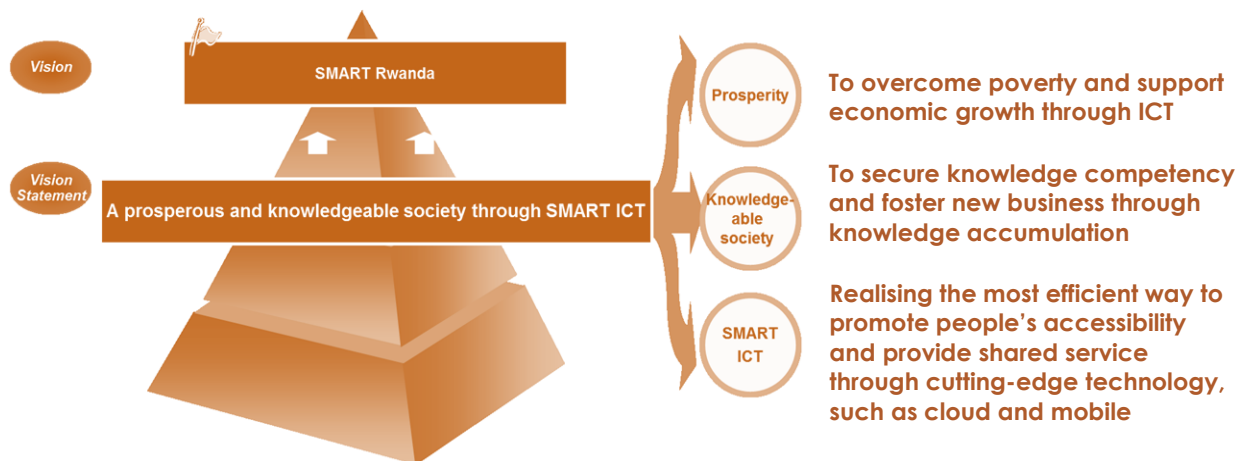 Vision
SMART Rwanda
Vision
Statement
A prosperous and knowledgeable society through SMART ICT
Prosperity
To overcome poverty and support
economic growth through ICT
Knowledge-
able
society
To secure knowledge competency
and foster new business through
knowledge accumulation
SMART
ICT
Realising the most efficient way to
promote people’s accessibility
and provide shared service
through cutting-edge technology,
such as cloud and mobile